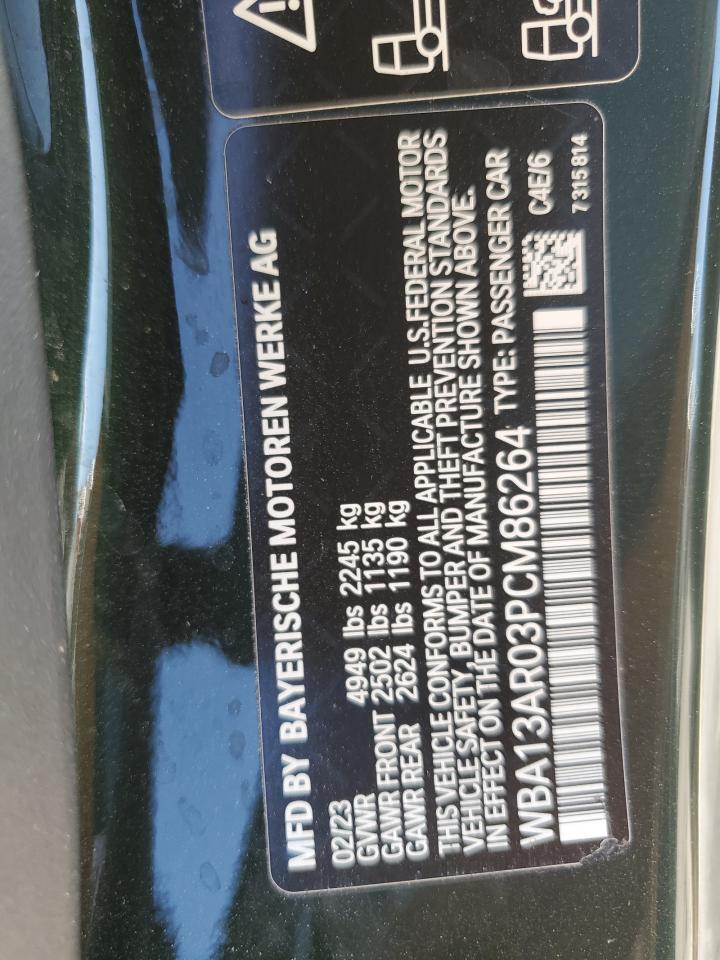 MFD BY BAYERISCHE MOTOREN WERKE AG
02/23
GVWR 4949 lbs 2245 kg
GAWR FRONT 2502 lbs 1135 kg
GAWR REAR 2624 lbs 1190 kg
THIS VEHICLE CONFORMS TO ALL APPLICABLE U.S.FEDERAL MOTOR
VEHICLE SAFETY, BUMPER AND THEFT PREVENTION STANDARDS
IN EFFECT ON THE DATE OF MANUFACTURE SHOWN ABOVE.
WBA13AR03PCM86264 TYPE: PASSENGER CAR
C4E/6
7315814